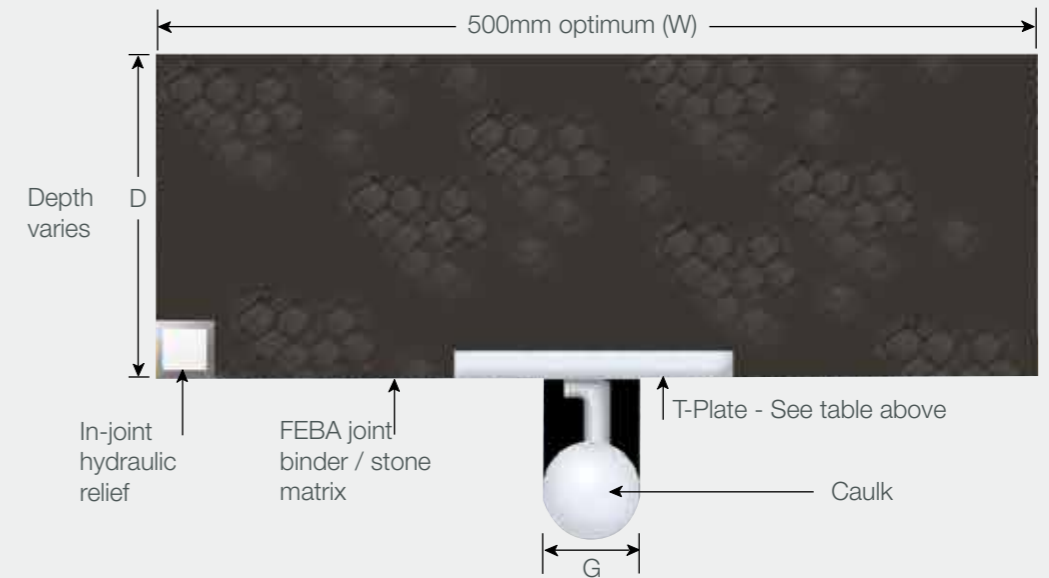 500mm optimum (W)
Depth
varies
D
In-joint
hydraulic
relief
FEBA joint
binder / stone
matrix
T-Plate - See table above
Caulk
G